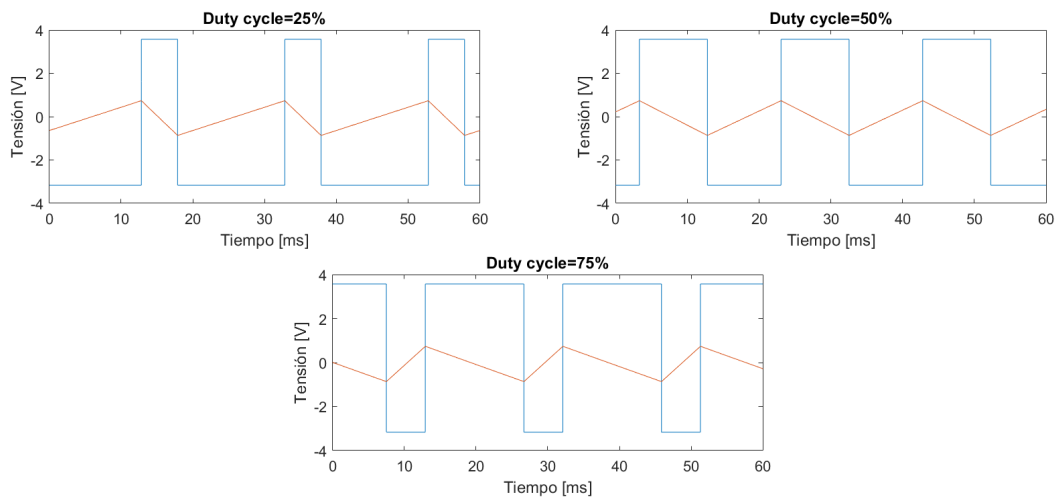 Duty cycle=25%
Tensión [V]
4
2
0
-2
-4
0 10 20 30 40 50 60
Tiempo [ms]
Duty cycle=50%
Tensión [V]
4
2
0
-2
-4
0 10 20 30 40 50 60
Tiempo [ms]
Duty cycle=75%
Tensión [V]
4
2
0
-2
-4
0 10 20 30 40 50 60
Tiempo [ms]